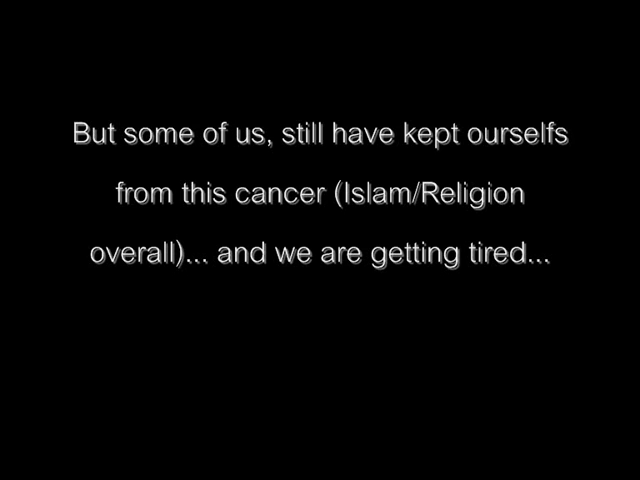 But some of us, still have kept ourselfs
from this cancer (Islam/Religion
overall)... and we are getting tired...